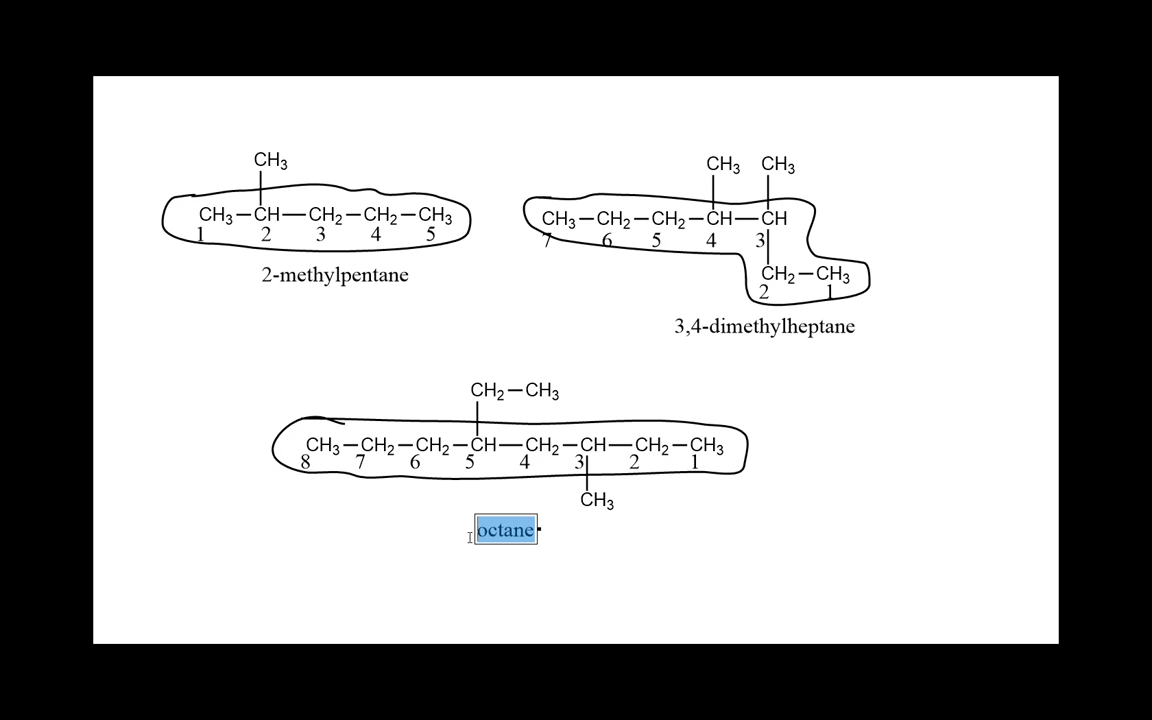 CH₃
CH₃—CH—CH₂—CH₂—CH₃
1 2 3 4 5
2-methylpentane
CH₃ CH₃
CH₃—CH₂—CH₂—CH—CH
7 6 5 4 3
CH₂—CH₃
2 1
3,4-dimethylheptane
CH₂—CH₃
CH₃—CH₂—CH₂—CH—CH₂—CH—CH₂—CH₃
8 7 6 5 4 3 2 1
CH₃
octane